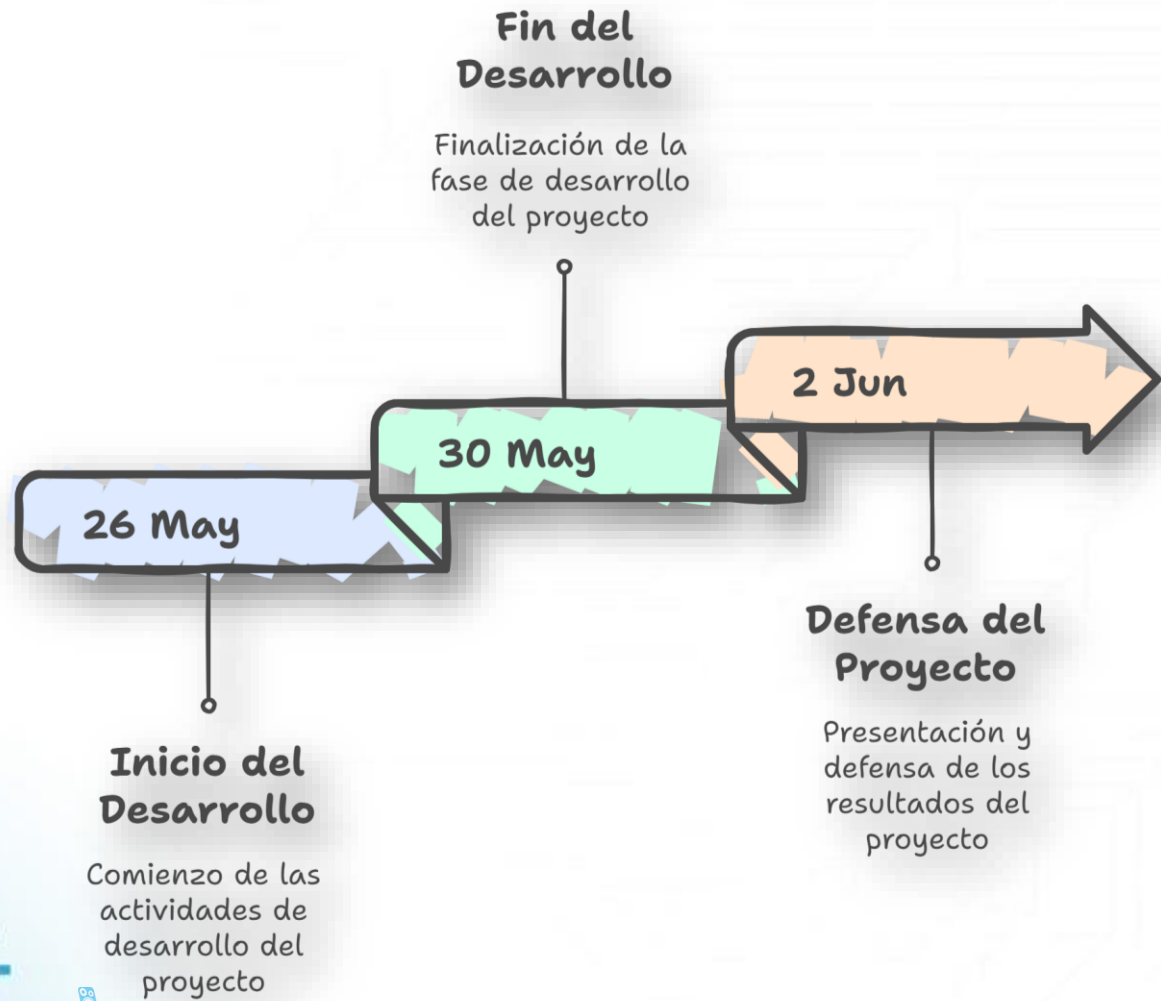 Fin del
Desarrollo
Finalización de la
fase de desarrollo
del proyecto
2 Jun
30 May
26 May
Defensa del
Proyecto
Presentación y
defensa de los
resultados del
proyecto
Inicio del
Desarrollo
Comienzo de las
actividades de
desarrollo del
proyecto